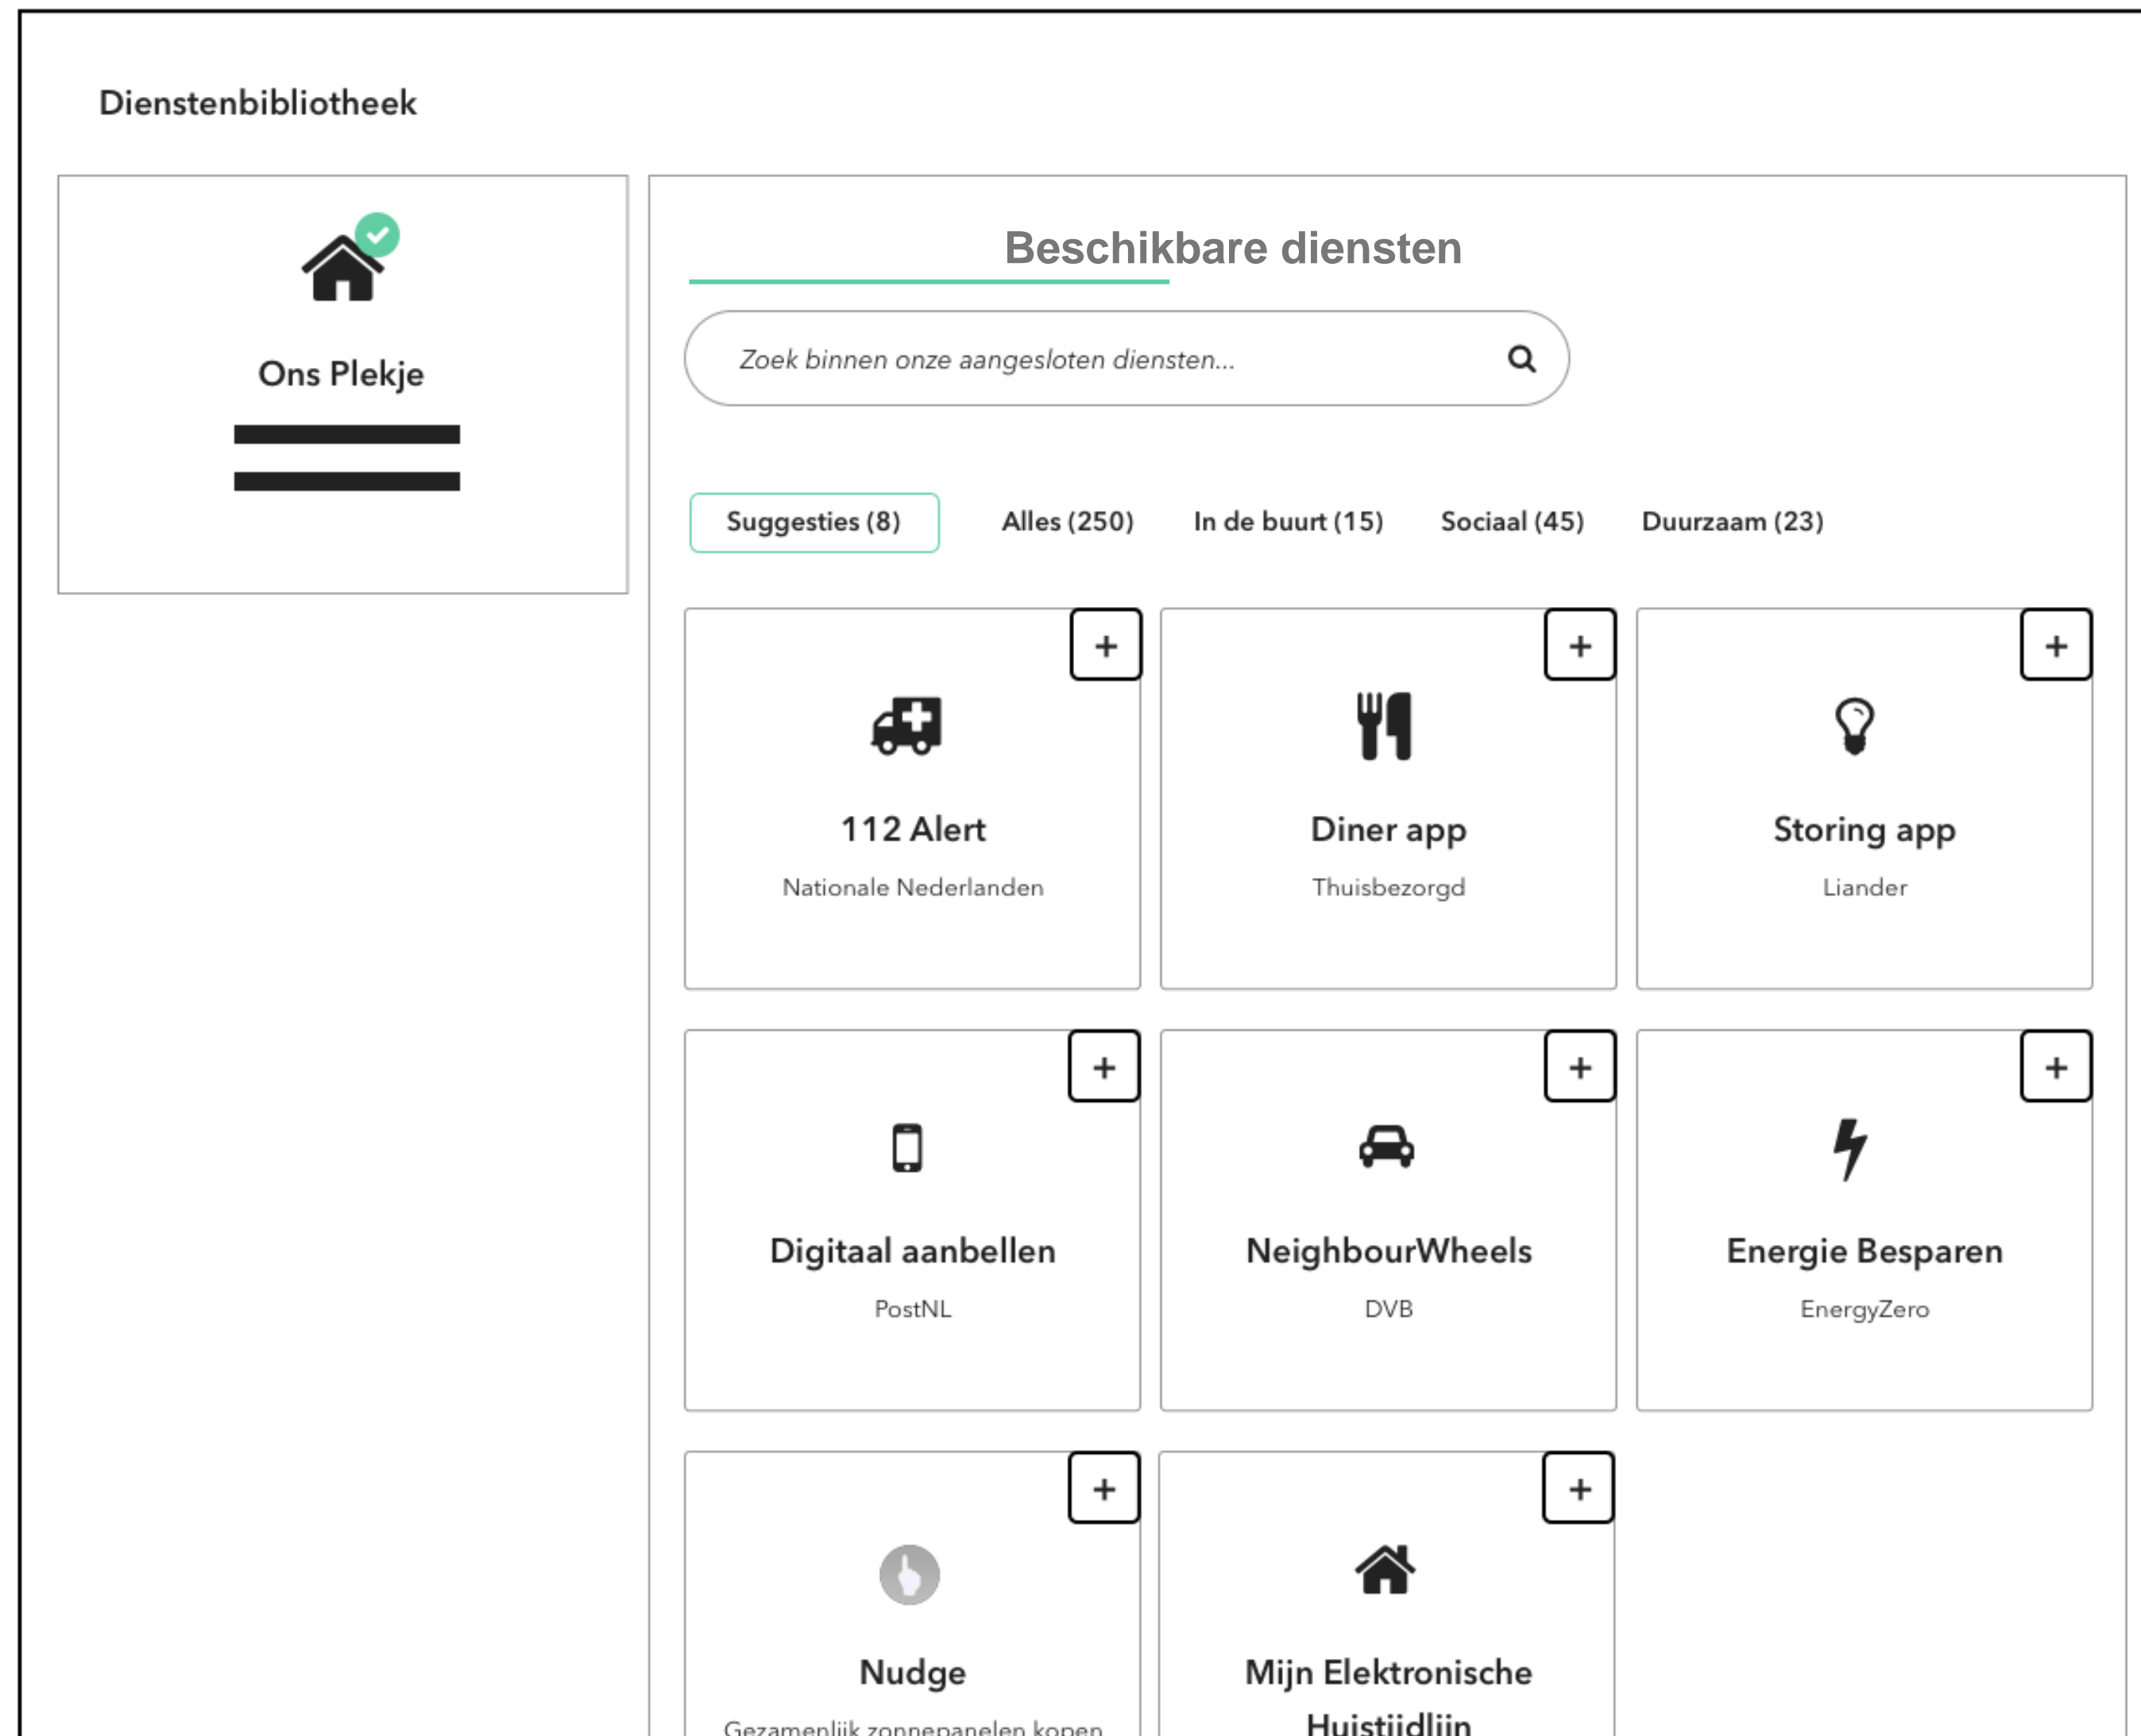 Dienstenbibliotheek
Ons Plekje
Beschikbare diensten
Zoek binnen onze aangesloten diensten...
Suggesties (8)
Alles (250)
In de buurt (15)
Sociaal (45)
Duurzaam (23)
+
112 Alert
Nationale Nederlanden
+
Diner app
Thuisbezorgd
+
Storing app
Liander
+
Digitaal aanbellen
PostNL
+
NeighbourWheels
DVB
+
Energie Besparen
EnergyZero
+
Nudge
Gezamenlijk zonnepanelen kopen
+
Mijn Elektronische
Huistijdlijn